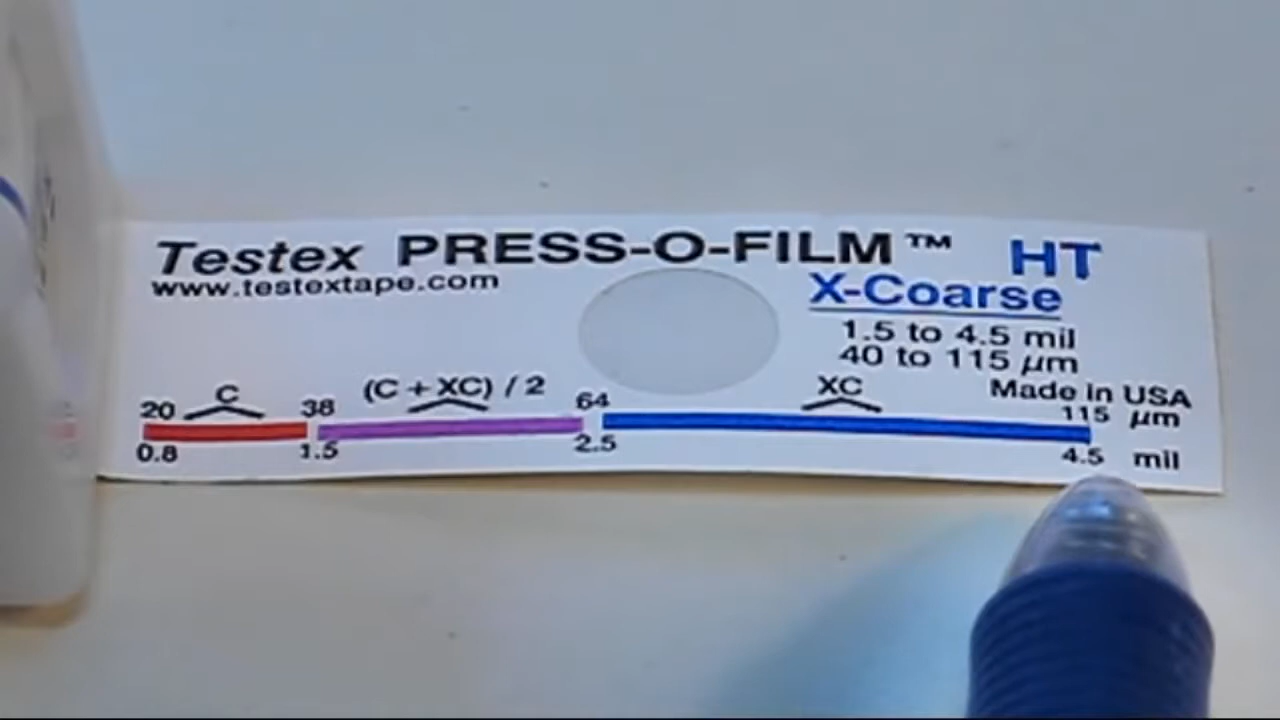 Testex PRESS-O-FILM™ HT
www.testextape.com
X-Coarse
1.5 to 4.5 mil
40 to 115 µm
Made in USA
C (C + XC) / 2 XC
20 38 64 115 µm
0.8 1.5 2.5 4.5 mil